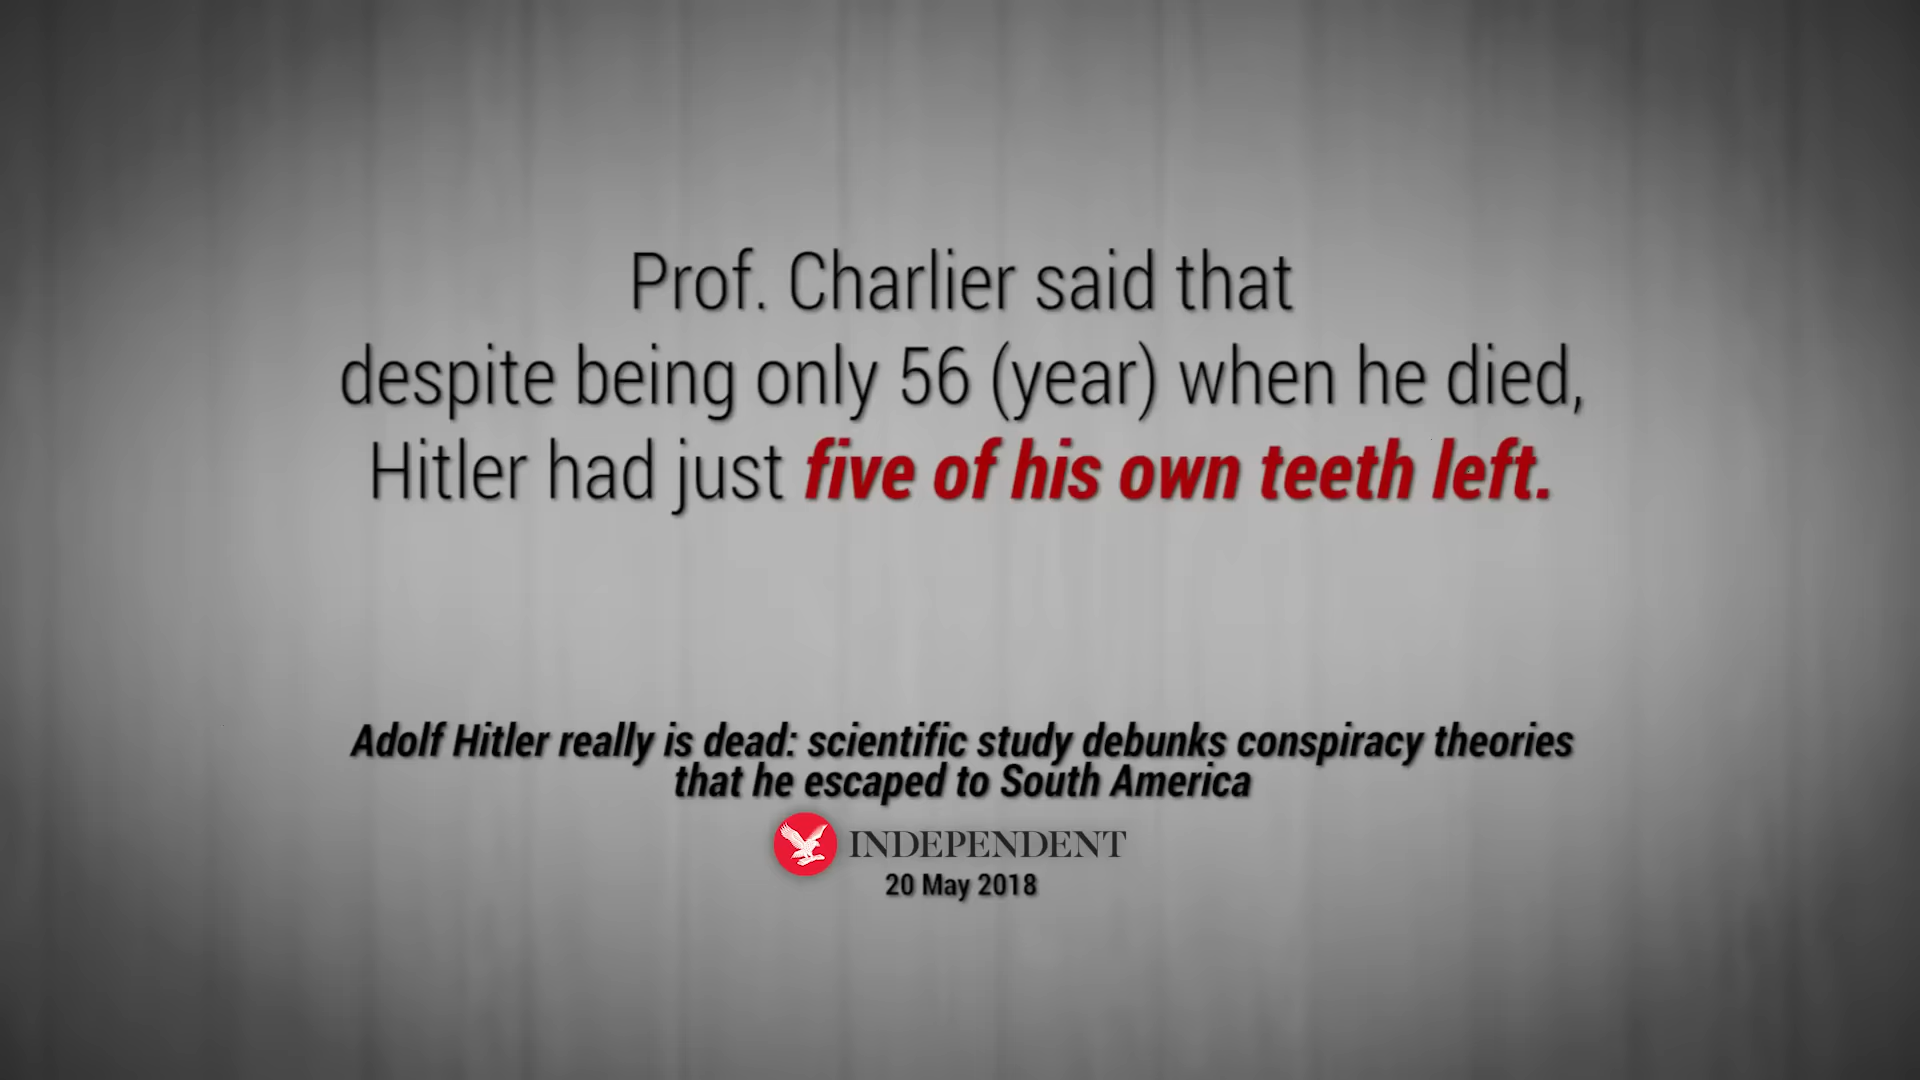 Prof. Charlier said that
despite being only 56 (year) when he died,
Hitler had just five of his own teeth left.
Adolf Hitler really is dead: scientific study debunks conspiracy theories
that he escaped to South America
INDEPENDENT
20 May 2018